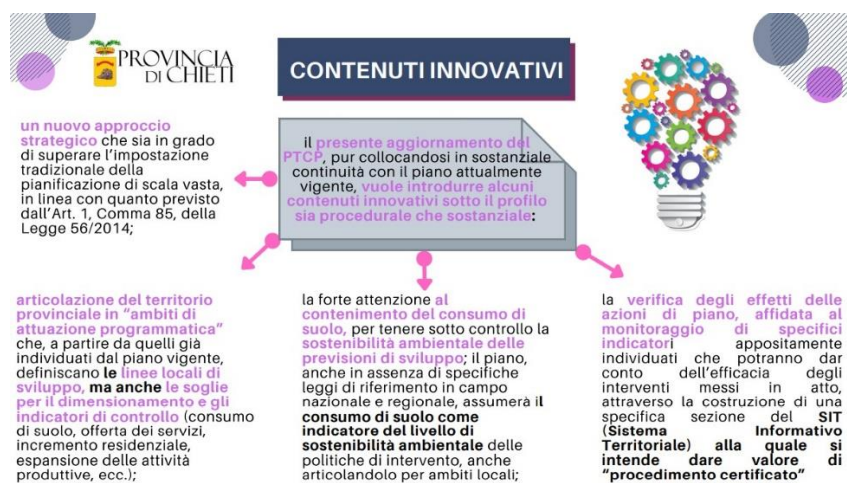 PROVINCIA
DI CHIETI
CONTENUTI INNOVATIVI
un nuovo approccio
strategico che sia in grado
di superare l'impostazione
tradizionale della
pianificazione di scala vasta,
in linea con quanto previsto
dall'Art. 1, Comma 85, della
Legge 56/2014;
il presente aggiornamento del
PTCP, pur collocandosi in sostanziale
continuità con il piano attualmente
vigente, vuole introdurre alcuni
contenuti innovativi sotto il profilo
sia procedurale che sostanziale:
articolazione del territorio
provinciale in "ambiti di
attuazione programmatica"
che, a partire da quelli già
individuati dal piano vigente,
definiscano le linee locali di
sviluppo, ma anche le soglie
per il dimensionamento e gli
indicatori di controllo (consumo
di suolo, offerta dei servizi,
incremento residenziale,
espansione delle attività
produttive, ecc.);
la forte attenzione al
contenimento del consumo di
suolo, per tenere sotto controllo la
sostenibilità ambientale delle
previsioni di sviluppo; il piano,
anche in assenza di specifiche
leggi di riferimento in campo
nazionale e regionale, assumerà il
consumo di suolo come
indicatore del livello di
sostenibilità ambientale delle
politiche di intervento, anche
articolandolo per ambiti locali;
la verifica degli effetti delle
azioni di piano, affidata al
monitoraggio di specifici
indicatori appositamente
individuati che potranno dar
conto dell'efficacia degli
interventi messi in atto,
attraverso la costruzione di una
specifica sezione del SIT
(Sistema Informativo
Territoriale) alla quale si
intende dare valore di
"procedimento certificato"